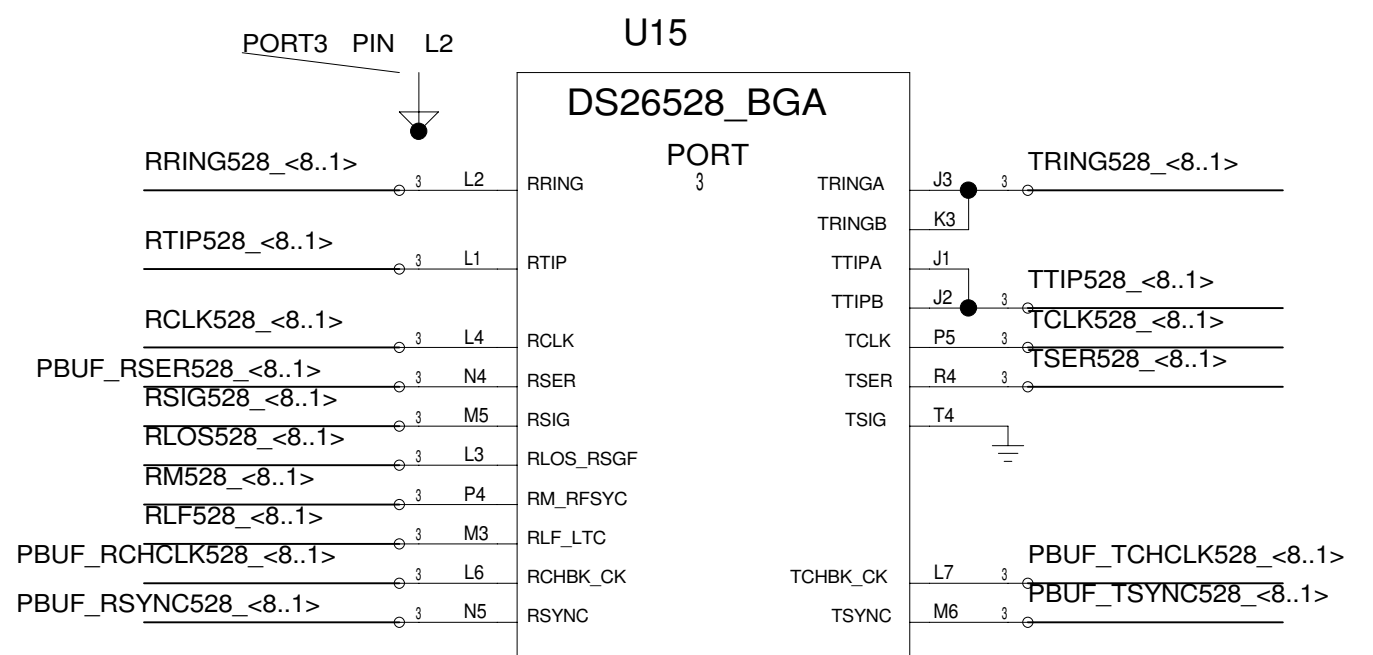 U15
PORT3 PIN L2
DS26528_BGA
PORT
3
RRING528_<8..1> 3 L2 RRING TRINGA J3 3 TRING528_<8..1>
TRINGB K3
RTIP528_<8..1> 3 L1 RTIP TTIPA J1
TTIPB J2 3 TTIP528_<8..1>
RCLK528_<8..1> 3 L4 RCLK TCLK P5 3 TCLK528_<8..1>
PBUF_RSER528_<8..1> 3 N4 RSER TSER R4 3 TSER528_<8..1>
RSIG528_<8..1> 3 M5 RSIG TSIG T4
RLOS528_<8..1> 3 L3 RLOS_RSGF
RM528_<8..1> 3 P4 RM_RFSYC
RLF528_<8..1> 3 M3 RLF_LTC
PBUF_RCHCLK528_<8..1> 3 L6 RCHBK_CK TCHBK_CK L7 3 PBUF_TCHCLK528_<8..1>
PBUF_RSYNC528_<8..1> 3 N5 RSYNC TSYNC M6 3 PBUF_TSYNC528_<8..1>